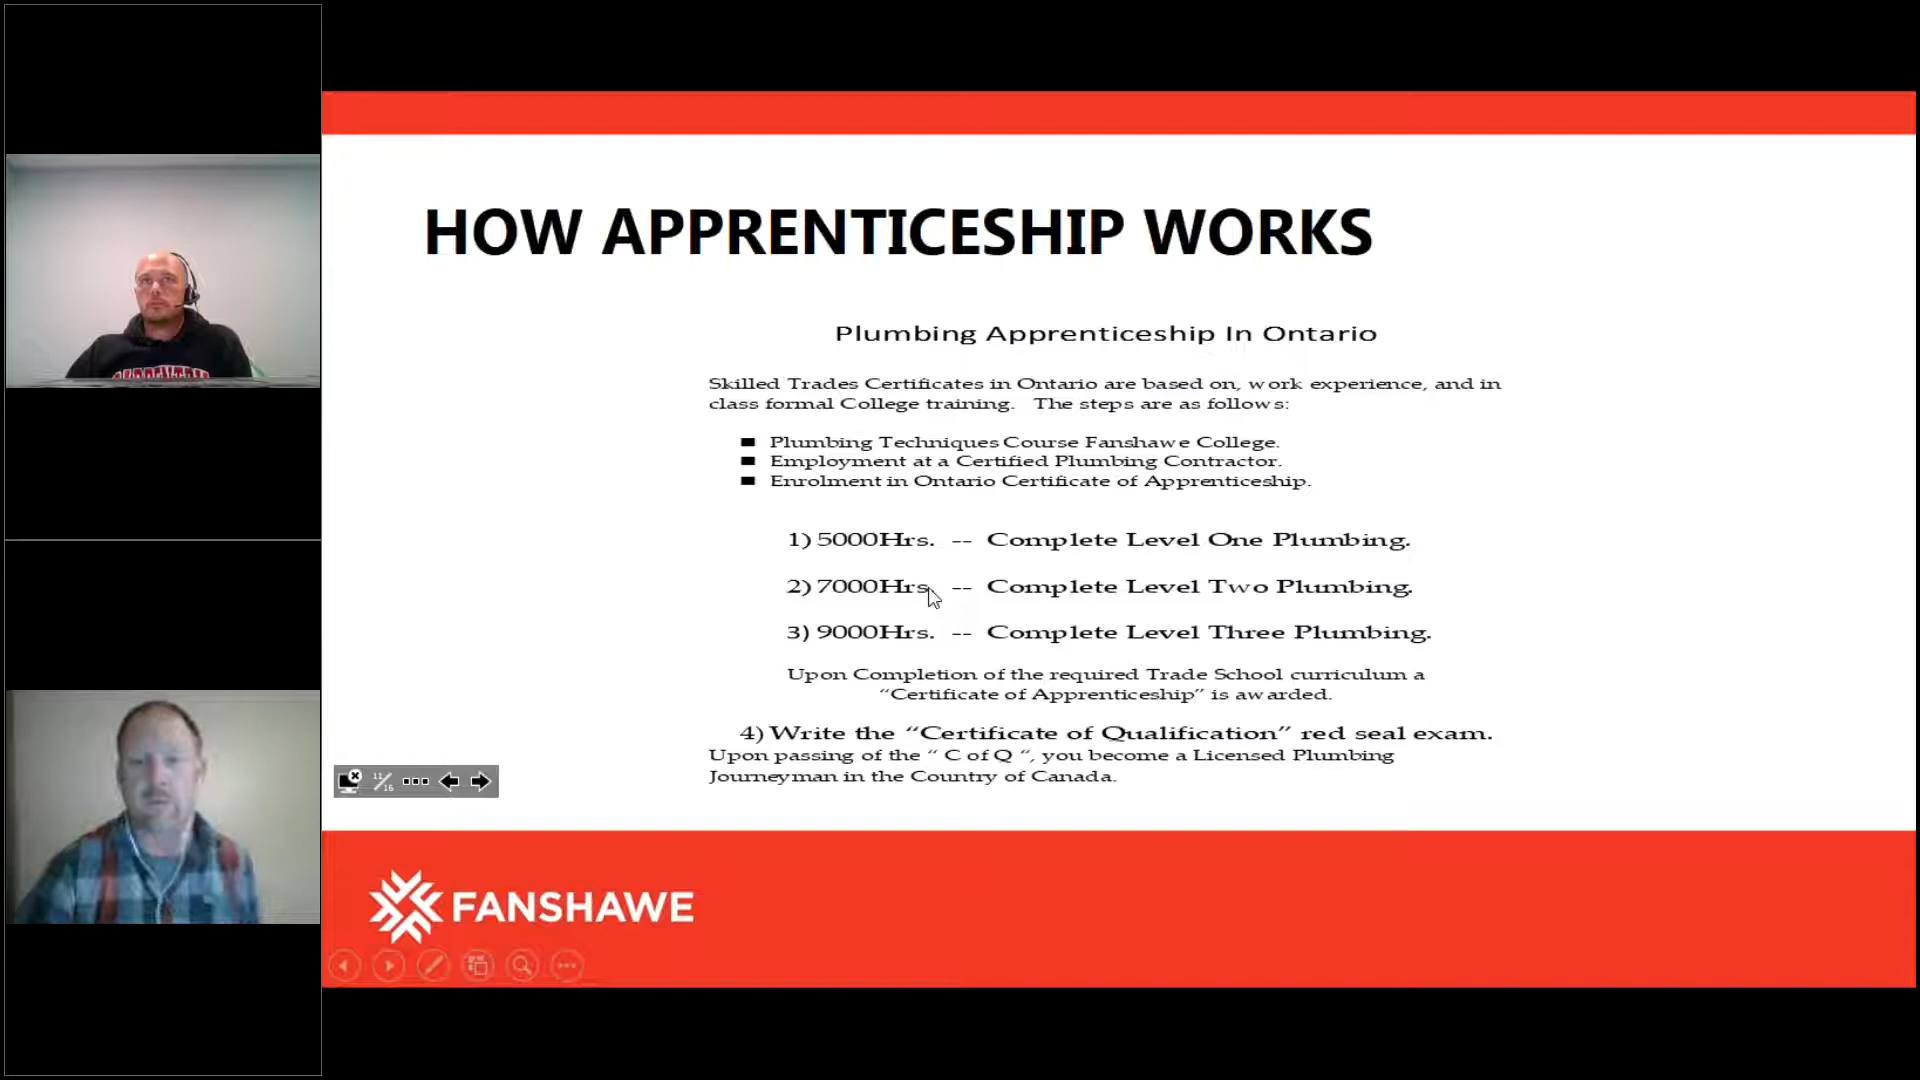 HOW APPRENTICESHIP WORKS
Plumbing Apprenticeship In Ontario
Skilled Trades Certificates in Ontario are based on, work experience, and in
class formal College training. The steps are as follows:
■ Plumbing Techniques Course Fanshawe College.
■ Employment at a Certified Plumbing Contractor.
■ Enrolment in Ontario Certificate of Apprenticeship.
1) 5000Hrs. -- Complete Level One Plumbing.
2) 7000Hrs. -- Complete Level Two Plumbing.
3) 9000Hrs. -- Complete Level Three Plumbing.
Upon Completion of the required Trade School curriculum a
“Certificate of Apprenticeship” is awarded.
4) Write the “Certificate of Qualification” red seal exam.
Upon passing of the “ C of Q “, you become a Licensed Plumbing
Journeyman in the Country of Canada.
11/16
FANSHAWE